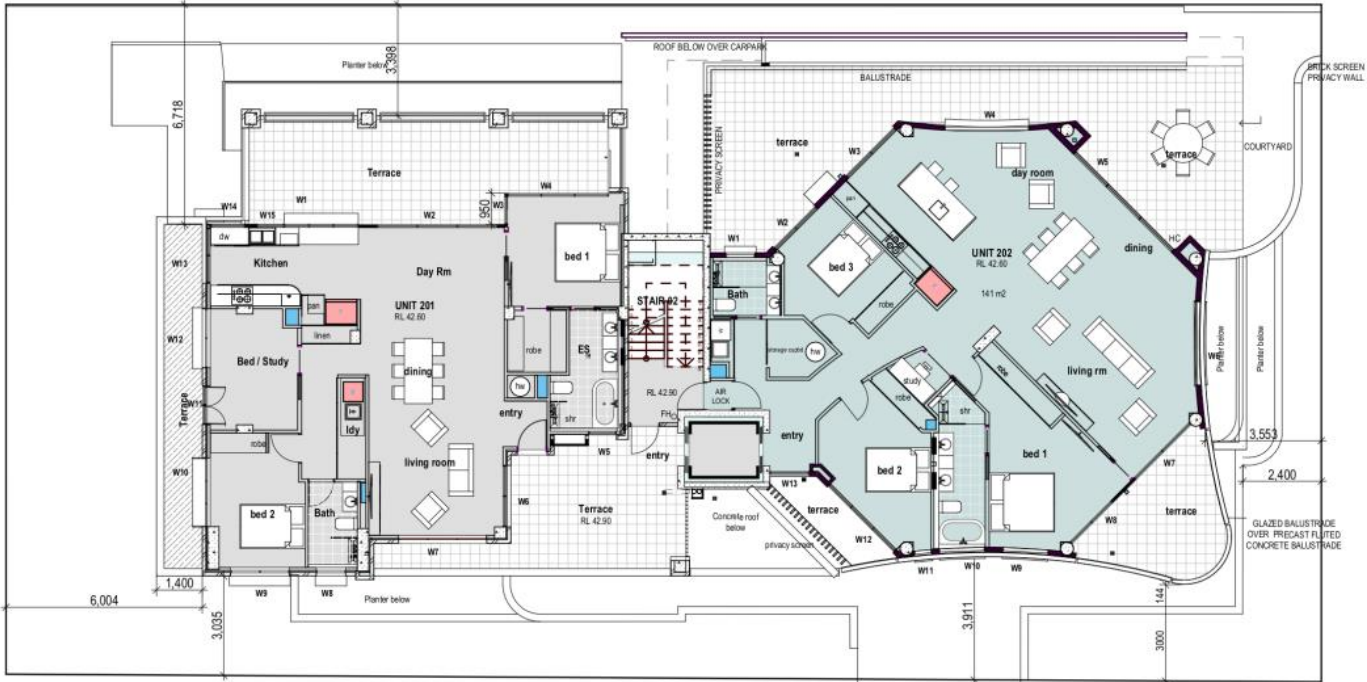 ROOF BELOW OVER CARPARK
BRICK SCREEN
PRIVACY WALL
Planter below
3,398
BALUSTRADE
6,718
W4
W3
PRIVACY SCREEN
terrace
terrace
COURTYARD
W5
day room
Terrace
W4
W14
W15
W1
W2
W3
950
W2
pan
dw
Kitchen
Day Rm
bed 1
W1
bed 3
UNIT 202
RL 42.60
dining
HC
W13
UNIT 201
RL 42.60
STAIR 02
Bath
robe
141 m2
pan
linen
W12
Bed / Study
robe
ES
hw
Planter below
Planter below
W6
dining
hw
RL 42.90
AIR
LOCK
study
robe
robe
living rm
W11
Terrace
ldy
entry
shr
FH
shr
robe
entry
entry
W5
3,553
W10
living room
bed 2
bed 1
W7
2,400
bed 2
Bath
W6
Terrace
RL 42.90
W13
terrace
Concrete roof
below
privacy screen
W12
W8
terrace
GLAZED BALUSTRADE
OVER PRECAST FLUTED
CONCRETE BALUSTRADE
W7
W11
W10
W9
1,400
W9
W8
Planter below
6,004
3,035
3,911
144
3000